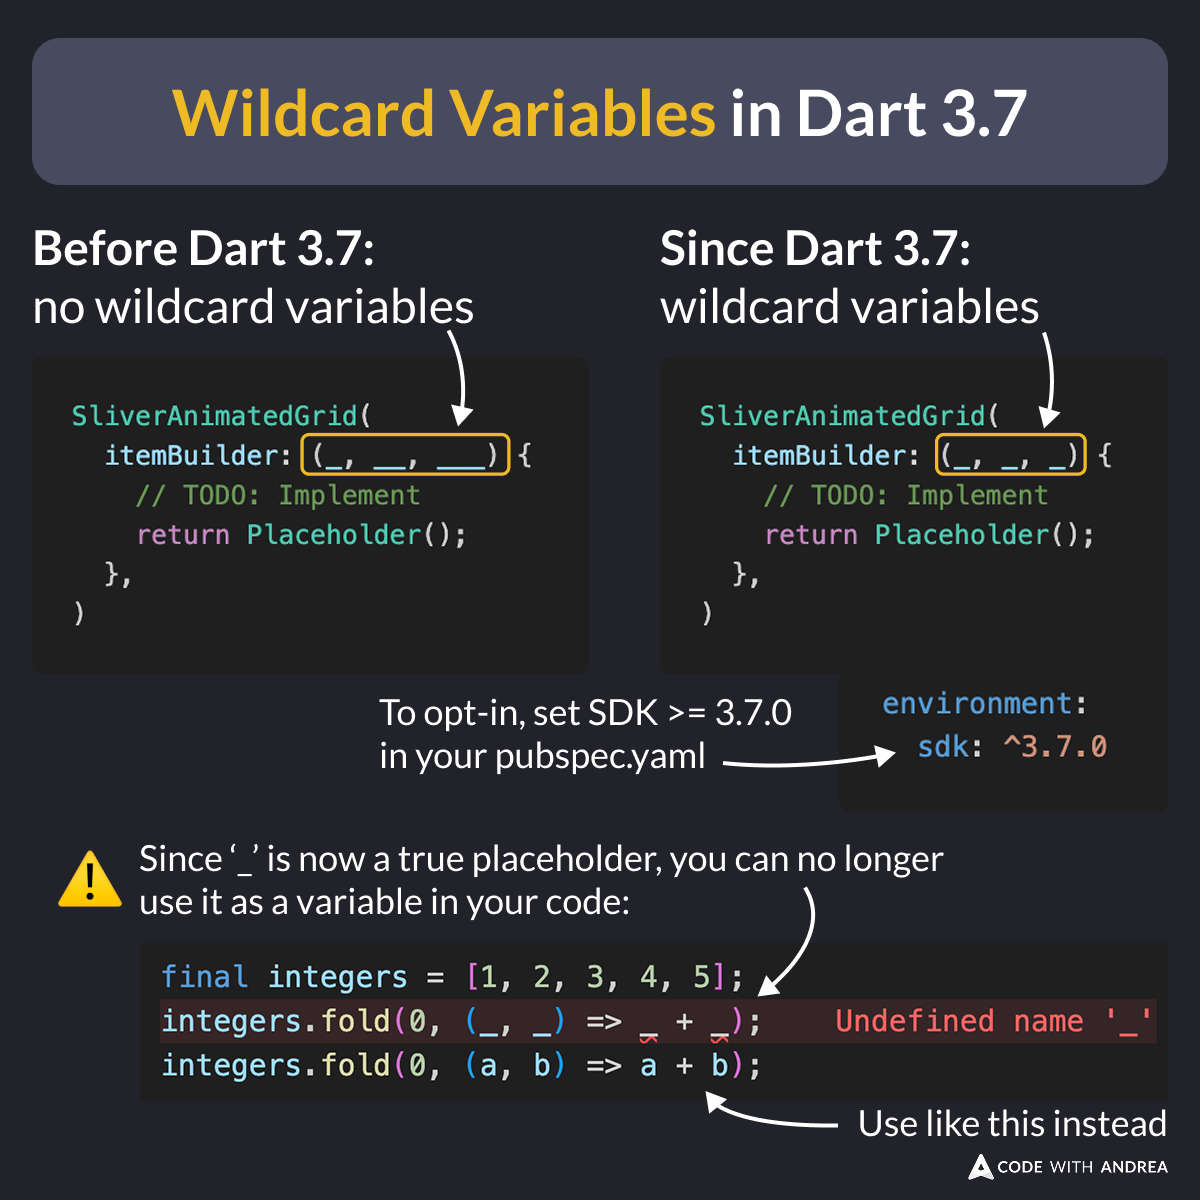 Wildcard Variables in Dart 3.7
Before Dart 3.7:
no wildcard variables
SliverAnimatedGrid(
itemBuilder: (_, __, ___) {
// TODO: Implement
return Placeholder();
},
)
Since Dart 3.7:
wildcard variables
SliverAnimatedGrid(
itemBuilder: (_, _, _) {
// TODO: Implement
return Placeholder();
},
)
To opt-in, set SDK >= 3.7.0
in your pubspec.yaml
environment:
sdk: ^3.7.0
Since ‘_’ is now a true placeholder, you can no longer
use it as a variable in your code:
final integers = [1, 2, 3, 4, 5];
integers.fold(0, (_, _) => _ + _); Undefined name '_'
integers.fold(0, (a, b) => a + b);
Use like this instead
CODE WITH ANDREA